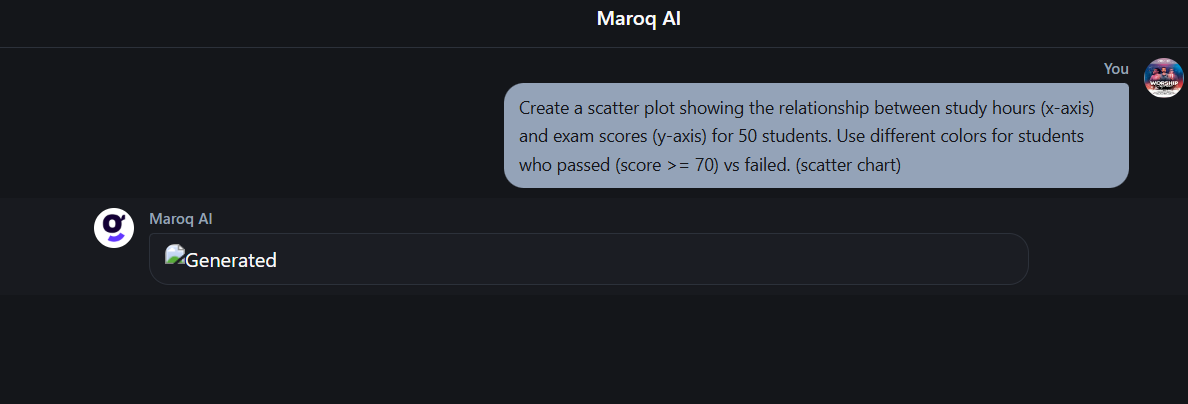 Maroq AI
You
Create a scatter plot showing the relationship between study hours (x-axis)
and exam scores (y-axis) for 50 students. Use different colors for students
who passed (score >= 70) vs failed. (scatter chart)
WORSHIP
Maroq AI
g
Generated